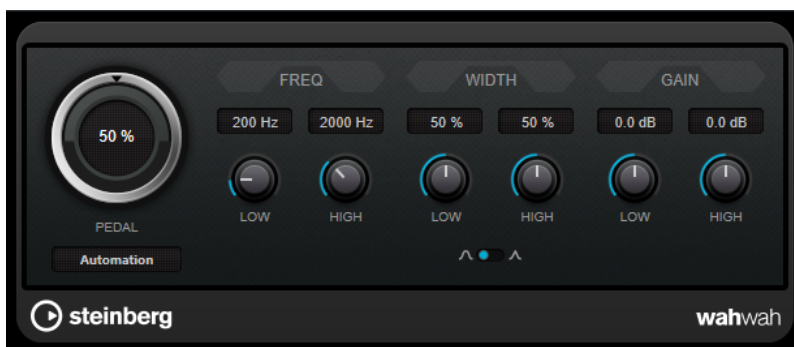 FREQ WIDTH GAIN
50 % 200 Hz 2000 Hz 50 % 50 % 0.0 dB 0.0 dB
LOW HIGH LOW HIGH LOW HIGH
PEDAL
Automation
steinberg wahwah